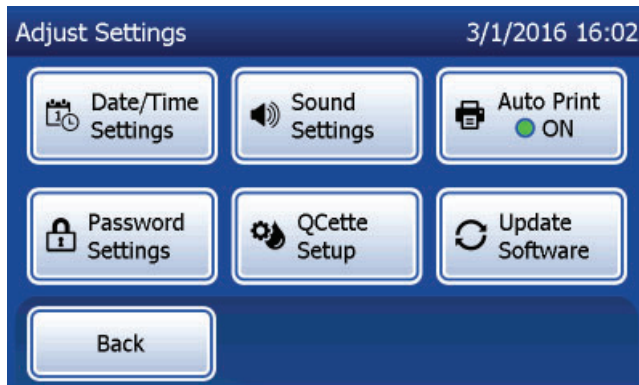 Adjust Settings 3/1/2016 16:02
Date/Time
Settings
Sound
Settings
Auto Print
ON
Password
Settings
QCette
Setup
Update
Software
Back